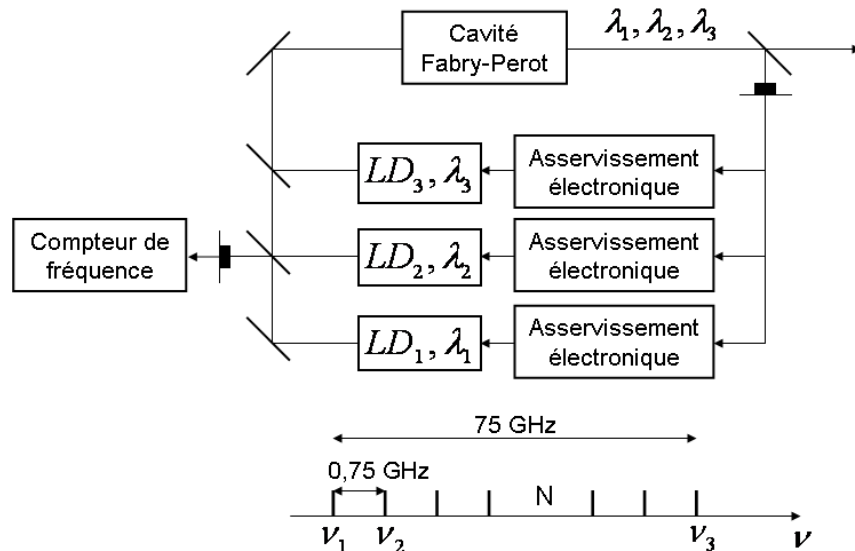 Cavité
Fabry-Perot
λ₁, λ₂, λ₃
LD₃, λ₃
Asservissement
électronique
Compteur de
fréquence
LD₂, λ₂
Asservissement
électronique
LD₁, λ₁
Asservissement
électronique
75 GHz
0,75 GHz
N
ν₁ ν₂ ν₃ ν